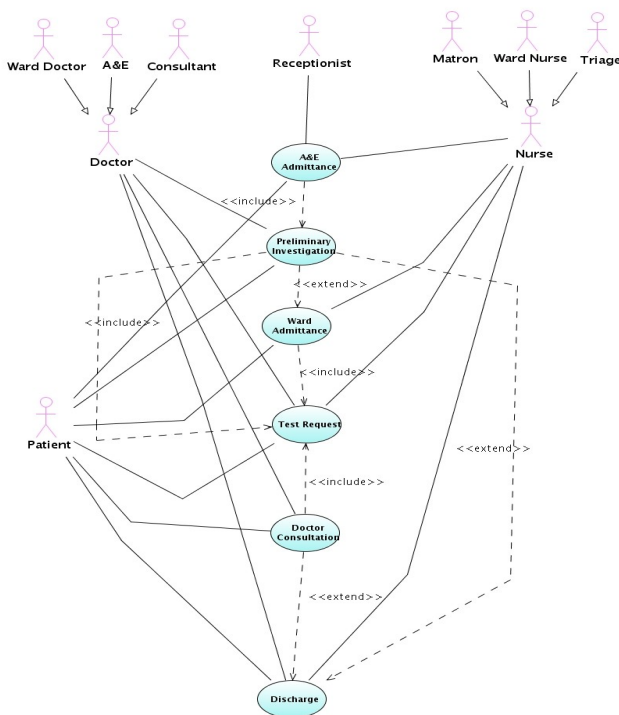 Ward Doctor
A&E
Consultant
Receptionist
Matron
Ward Nurse
Triage
Doctor
Nurse
A&E
Admittance
<<include>>
Preliminary
Investigation
<<extend>>
<<include>>
Ward
Admittance
<<include>>
Patient
Test Request
<<extend>>
<<include>>
Doctor
Consultation
<<extend>>
Discharge